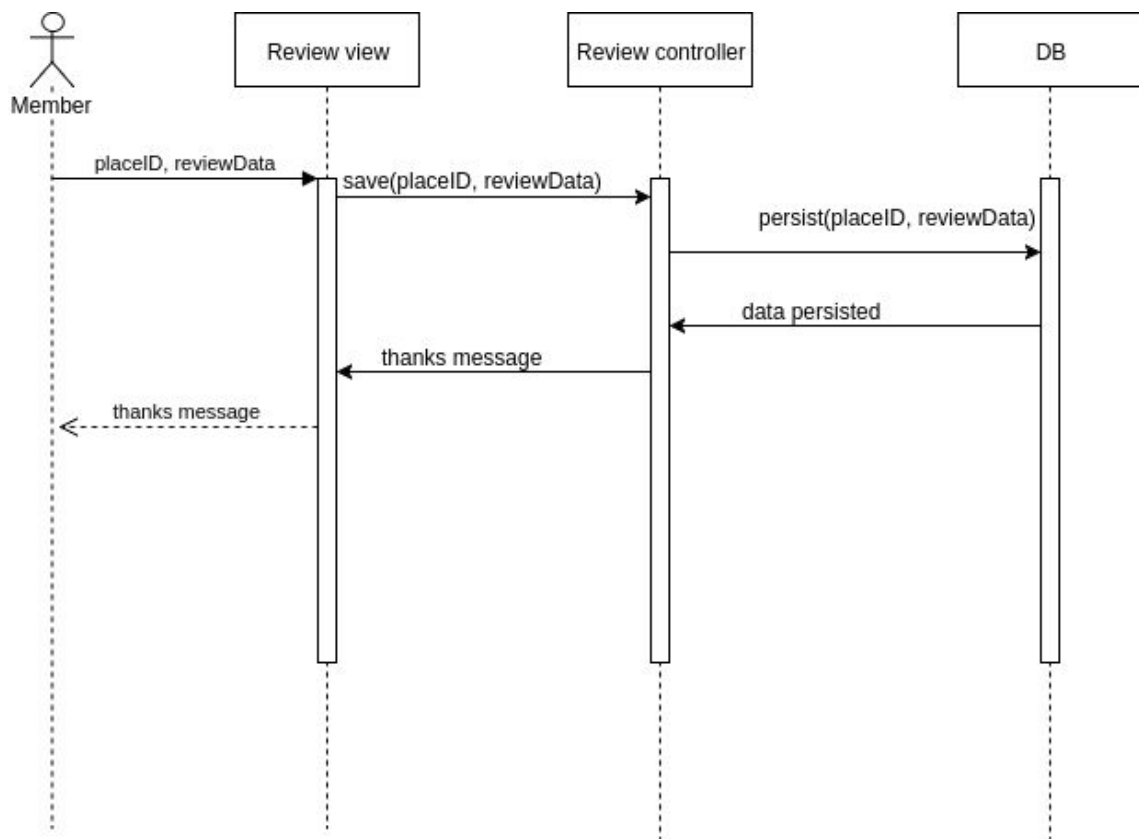 Review view
Review controller
DB
Member
placeID, reviewData
save(placeID, reviewData)
persist(placeID, reviewData)
data persisted
thanks message
thanks message